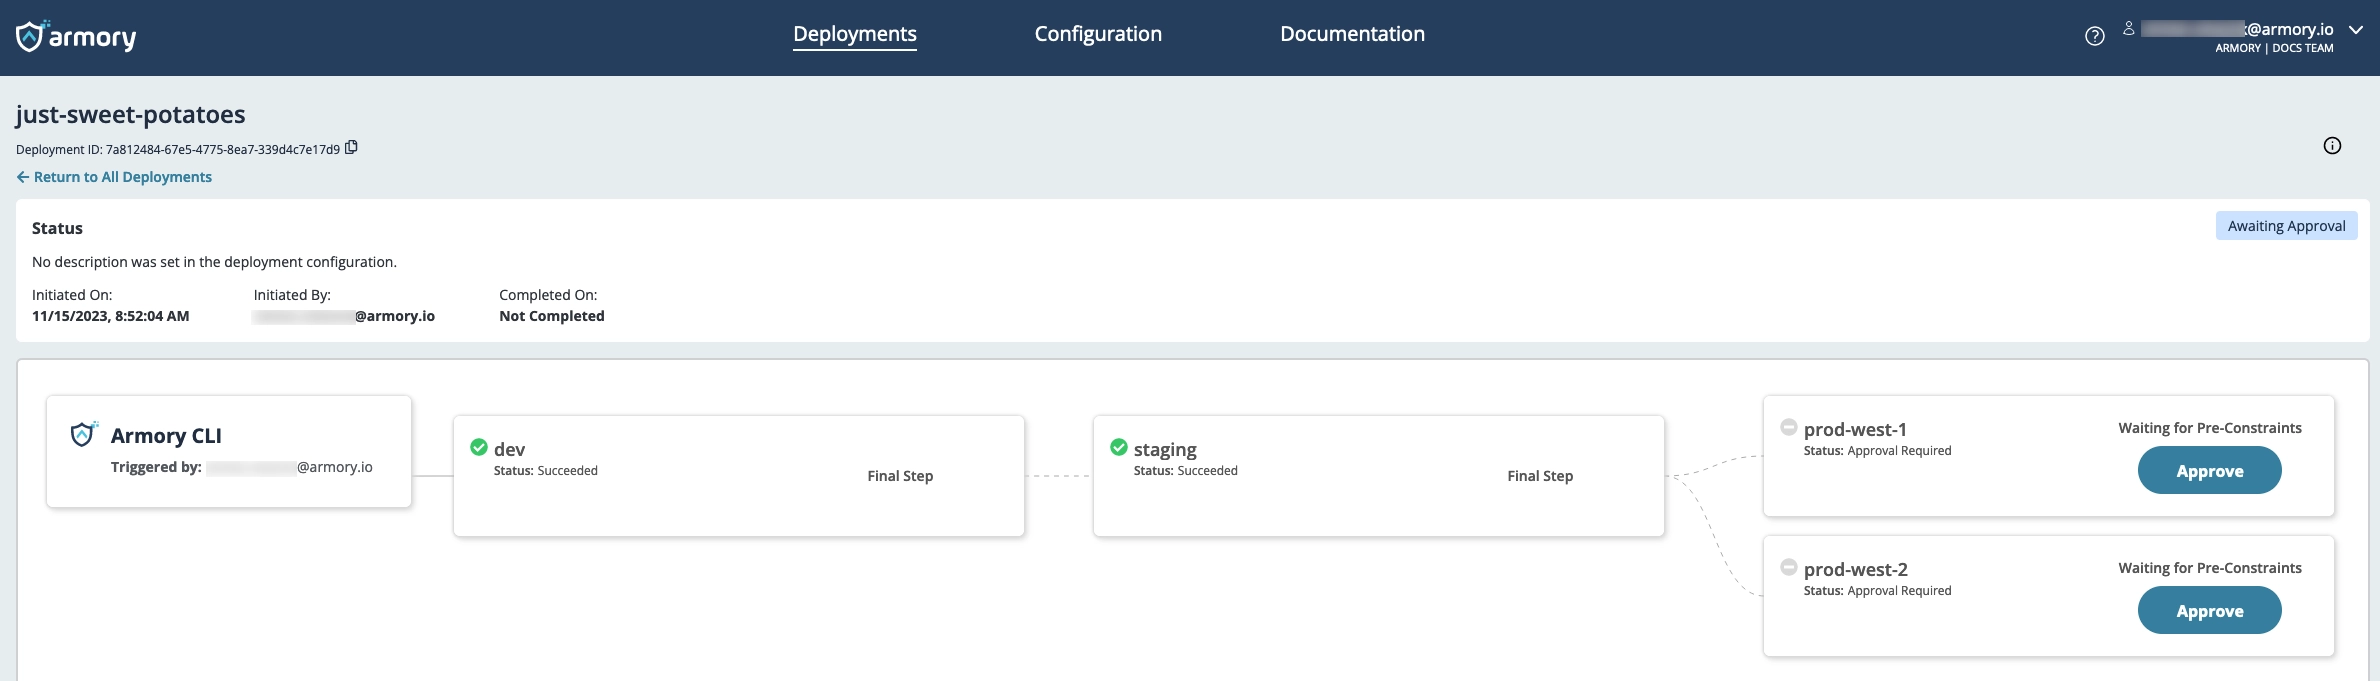 armory
Deployments
Configuration
Documentation
@armory.io
ARMORY | DOCS TEAM
just-sweet-potatoes
Deployment ID: 7a812484-67e5-4775-8ea7-339d4c7e17d9
← Return to All Deployments
Status
Awaiting Approval
No description was set in the deployment configuration.
Initiated On:
11/15/2023, 8:52:04 AM
Initiated By:
@armory.io
Completed On:
Not Completed
Armory CLI
Triggered by: @armory.io
dev
Status: Succeeded
Final Step
staging
Status: Succeeded
Final Step
prod-west-1
Status: Approval Required
Waiting for Pre-Constraints
Approve
prod-west-2
Status: Approval Required
Waiting for Pre-Constraints
Approve